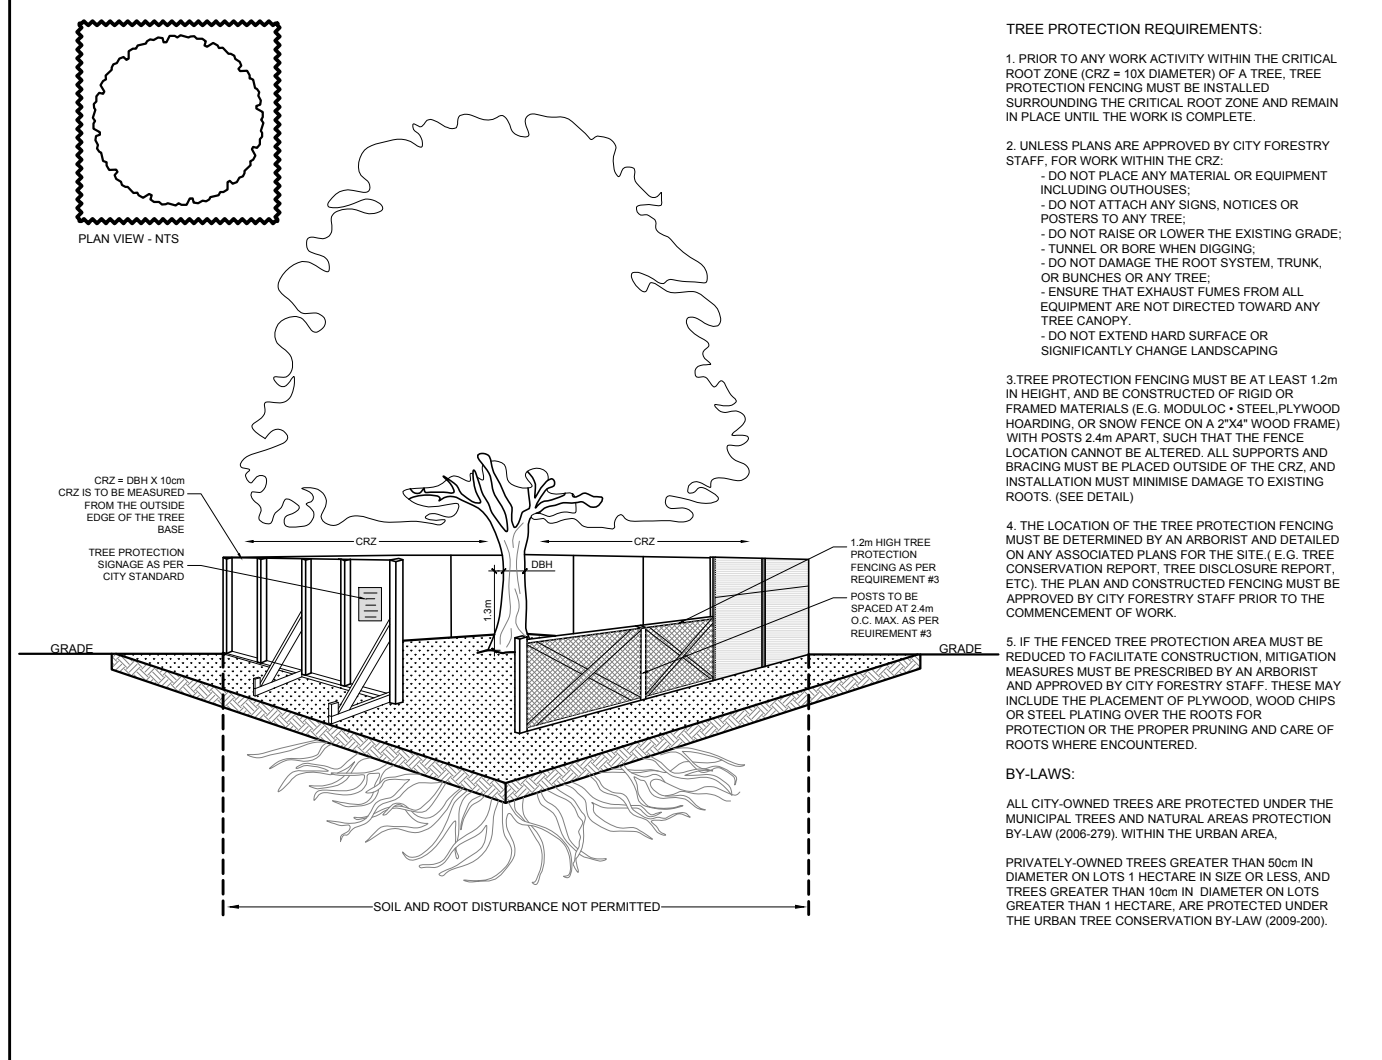 PLAN VIEW - NTS
CRZ = DBH X 10cm
CRZ IS TO BE MEASURED
FROM THE OUTSIDE
EDGE OF THE TREE
BASE
TREE PROTECTION
SIGNAGE AS PER
CITY STANDARD
CRZ
CRZ
DBH
1.3m
1.2m HIGH TREE
PROTECTION
FENCING AS PER
REQUIREMENT #3
POSTS TO BE
SPACED AT 2.4m
O.C. MAX. AS PER
REUIREMENT #3
GRADE
GRADE
SOIL AND ROOT DISTURBANCE NOT PERMITTED
TREE PROTECTION REQUIREMENTS:
1. PRIOR TO ANY WORK ACTIVITY WITHIN THE CRITICAL
ROOT ZONE (CRZ = 10X DIAMETER) OF A TREE, TREE
PROTECTION FENCING MUST BE INSTALLED
SURROUNDING THE CRITICAL ROOT ZONE AND REMAIN
IN PLACE UNTIL THE WORK IS COMPLETE.
2. UNLESS PLANS ARE APPROVED BY CITY FORESTRY
STAFF, FOR WORK WITHIN THE CRZ:
- DO NOT PLACE ANY MATERIAL OR EQUIPMENT
INCLUDING OUTHOUSES;
- DO NOT ATTACH ANY SIGNS, NOTICES OR
POSTERS TO ANY TREE;
- DO NOT RAISE OR LOWER THE EXISTING GRADE;
- TUNNEL OR BORE WHEN DIGGING;
- DO NOT DAMAGE THE ROOT SYSTEM, TRUNK,
OR BUNCHES OR ANY TREE;
- ENSURE THAT EXHAUST FUMES FROM ALL
EQUIPMENT ARE NOT DIRECTED TOWARD ANY
TREE CANOPY.
- DO NOT EXTEND HARD SURFACE OR
SIGNIFICANTLY CHANGE LANDSCAPING
3.TREE PROTECTION FENCING MUST BE AT LEAST 1.2m
IN HEIGHT, AND BE CONSTRUCTED OF RIGID OR
FRAMED MATERIALS (E.G. MODULOC • STEEL,PLYWOOD
HOARDING, OR SNOW FENCE ON A 2"X4" WOOD FRAME)
WITH POSTS 2.4m APART, SUCH THAT THE FENCE
LOCATION CANNOT BE ALTERED. ALL SUPPORTS AND
BRACING MUST BE PLACED OUTSIDE OF THE CRZ, AND
INSTALLATION MUST MINIMISE DAMAGE TO EXISTING
ROOTS. (SEE DETAIL)
4. THE LOCATION OF THE TREE PROTECTION FENCING
MUST BE DETERMINED BY AN ARBORIST AND DETAILED
ON ANY ASSOCIATED PLANS FOR THE SITE.( E.G. TREE
CONSERVATION REPORT, TREE DISCLOSURE REPORT,
ETC). THE PLAN AND CONSTRUCTED FENCING MUST BE
APPROVED BY CITY FORESTRY STAFF PRIOR TO THE
COMMENCEMENT OF WORK.
5. IF THE FENCED TREE PROTECTION AREA MUST BE
REDUCED TO FACILITATE CONSTRUCTION, MITIGATION
MEASURES MUST BE PRESCRIBED BY AN ARBORIST
AND APPROVED BY CITY FORESTRY STAFF. THESE MAY
INCLUDE THE PLACEMENT OF PLYWOOD, WOOD CHIPS
OR STEEL PLATING OVER THE ROOTS FOR
PROTECTION OR THE PROPER PRUNING AND CARE OF
ROOTS WHERE ENCOUNTERED.
BY-LAWS:
ALL CITY-OWNED TREES ARE PROTECTED UNDER THE
MUNICIPAL TREES AND NATURAL AREAS PROTECTION
BY-LAW (2006-279). WITHIN THE URBAN AREA,
PRIVATELY-OWNED TREES GREATER THAN 50cm IN
DIAMETER ON LOTS 1 HECTARE IN SIZE OR LESS, AND
TREES GREATER THAN 10cm IN DIAMETER ON LOTS
GREATER THAN 1 HECTARE, ARE PROTECTED UNDER
THE URBAN TREE CONSERVATION BY-LAW (2009-200).